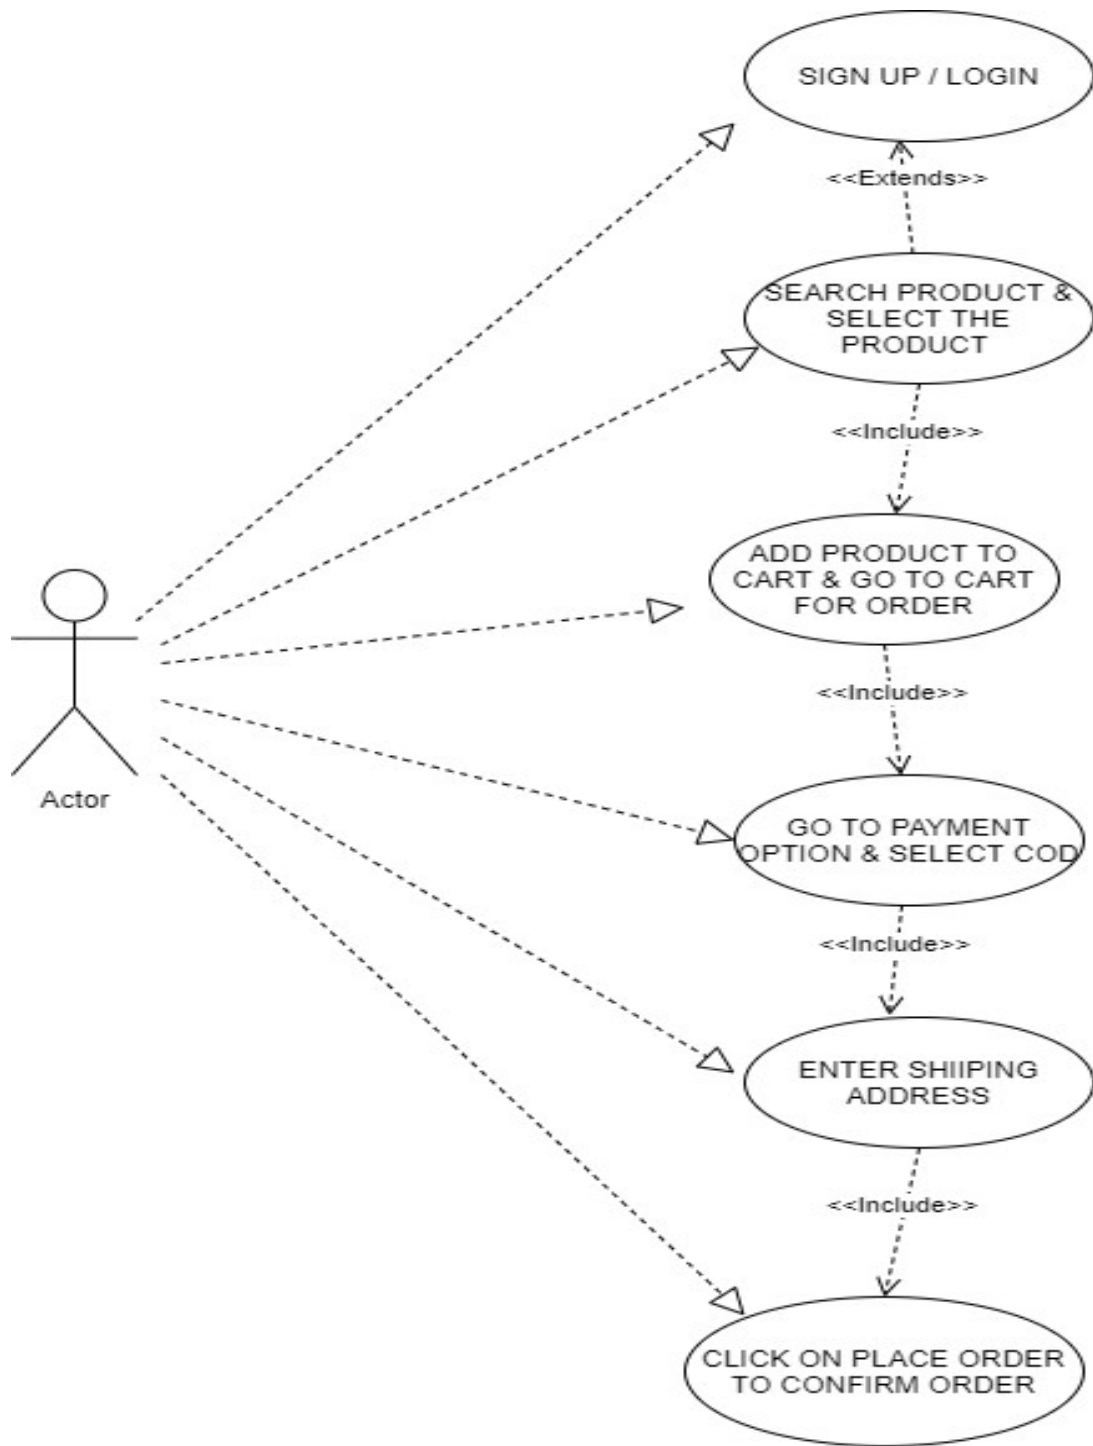 SIGN UP / LOGIN
<<Extends>>
SEARCH PRODUCT &
SELECT THE
PRODUCT
<<Include>>
ADD PRODUCT TO
CART & GO TO CART
FOR ORDER
<<Include>>
Actor
GO TO PAYMENT
OPTION & SELECT COD
<<Include>>
ENTER SHIIPING
ADDRESS
<<Include>>
CLICK ON PLACE ORDER
TO CONFIRM ORDER